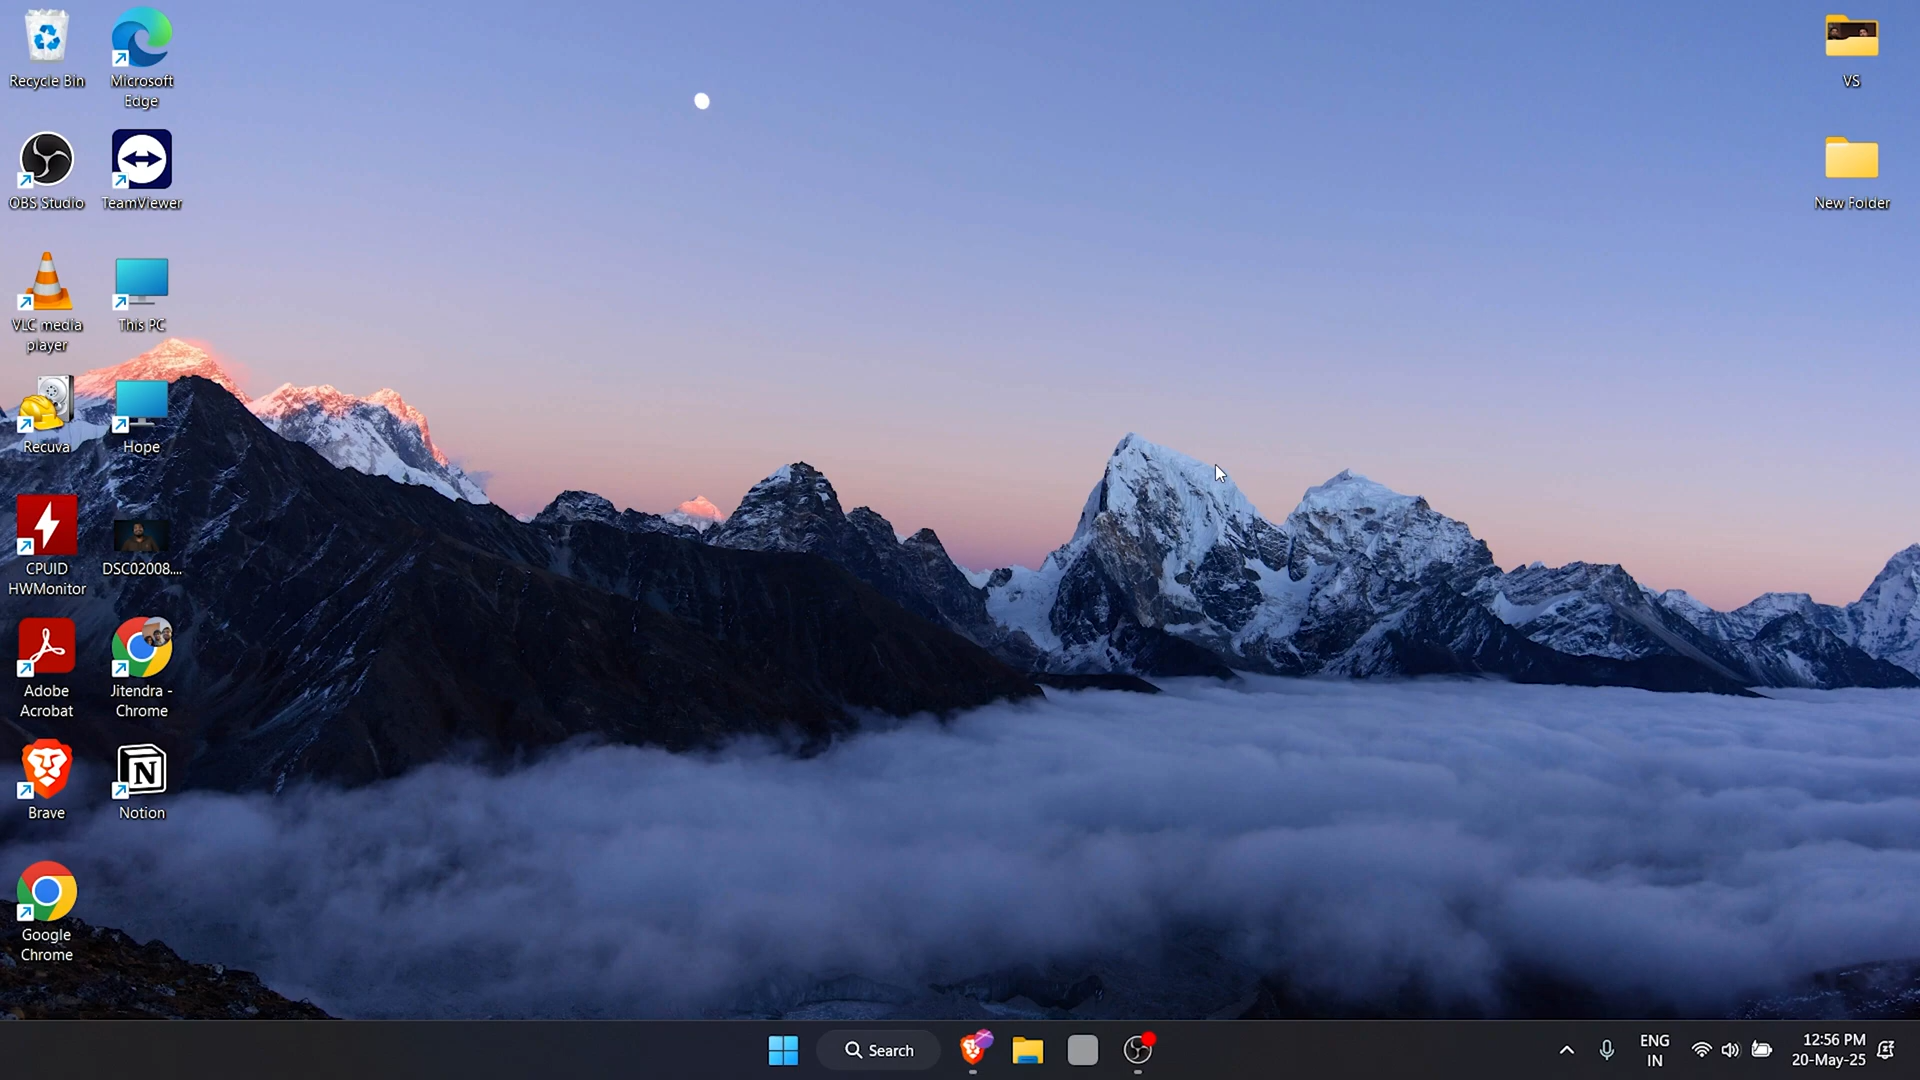 Recycle Bin
Microsoft
Edge
VS
OBS Studio
TeamViewer
New Folder
VLC media
player
This PC
Recuva
Hope
CPUID
HWMonitor
DSC02008....
Adobe
Acrobat
Jitendra -
Chrome
Brave
N
Notion
Google
Chrome
Search
ENG
IN
12:56 PM
20-May-25